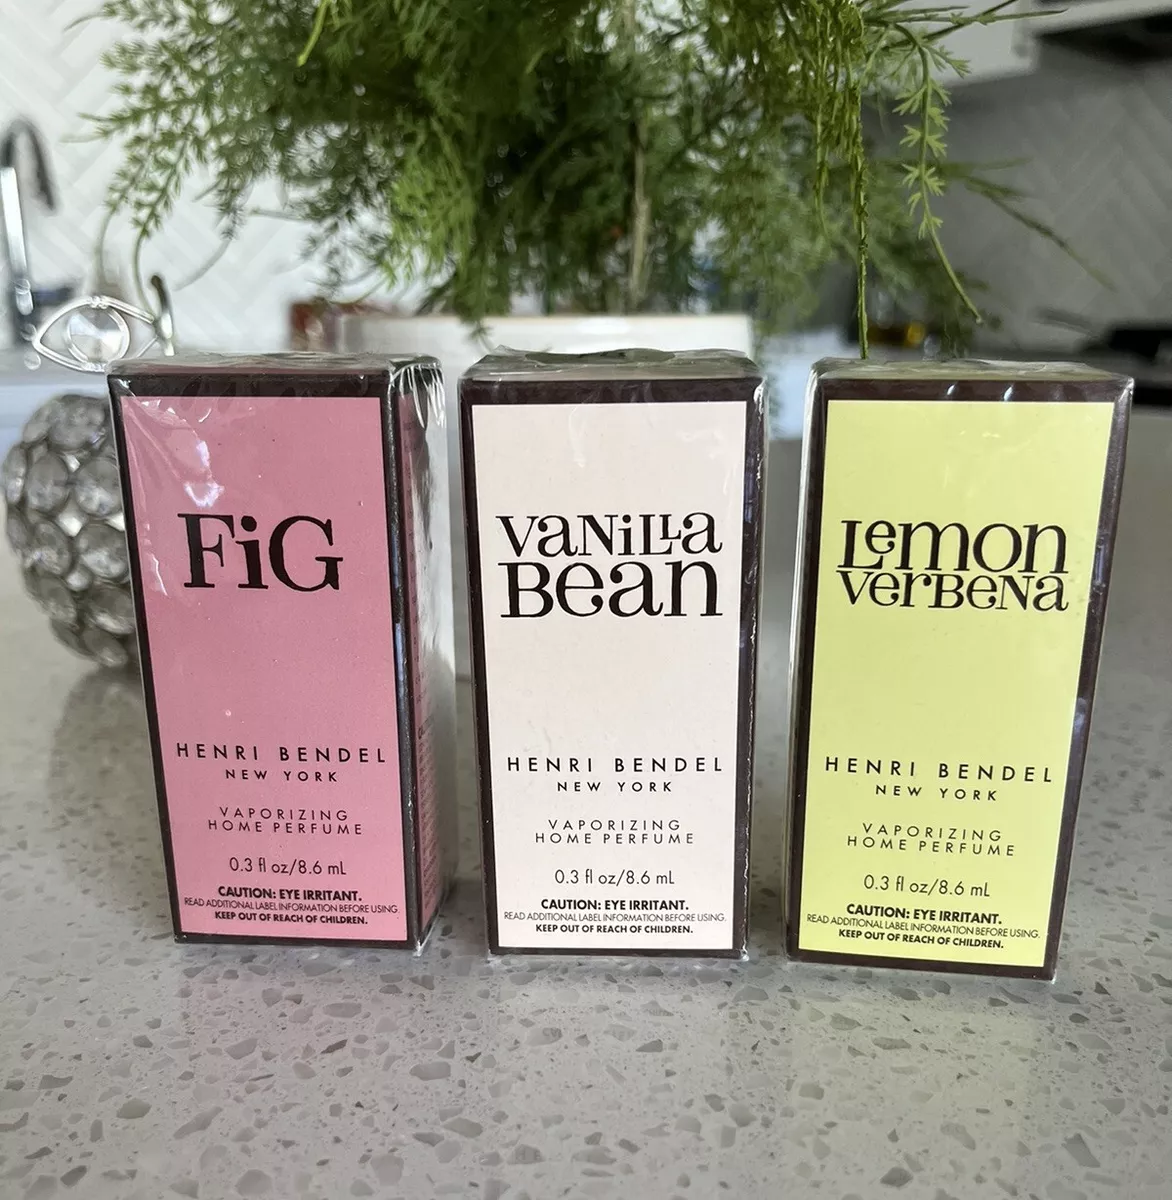 FiG
HENRI BENDEL
NEW YORK
VAPORIZING
HOME PERFUME
0.3 fl oz/8.6 mL
CAUTION: EYE IRRITANT.
READ ADDITIONAL LABEL INFORMATION BEFORE USING.
KEEP OUT OF REACH OF CHILDREN.
VaNiLLa
Bean
HENRI BENDEL
NEW YORK
VAPORIZING
HOME PERFUME
0.3 fl oz/8.6 mL
CAUTION: EYE IRRITANT.
READ ADDITIONAL LABEL INFORMATION BEFORE USING.
KEEP OUT OF REACH OF CHILDREN.
Lemon
VerBeNa
HENRI BENDEL
NEW YORK
VAPORIZING
HOME PERFUME
0.3 fl oz/8.6 mL
CAUTION: EYE IRRITANT.
READ ADDITIONAL LABEL INFORMATION BEFORE USING.
KEEP OUT OF REACH OF CHILDREN.